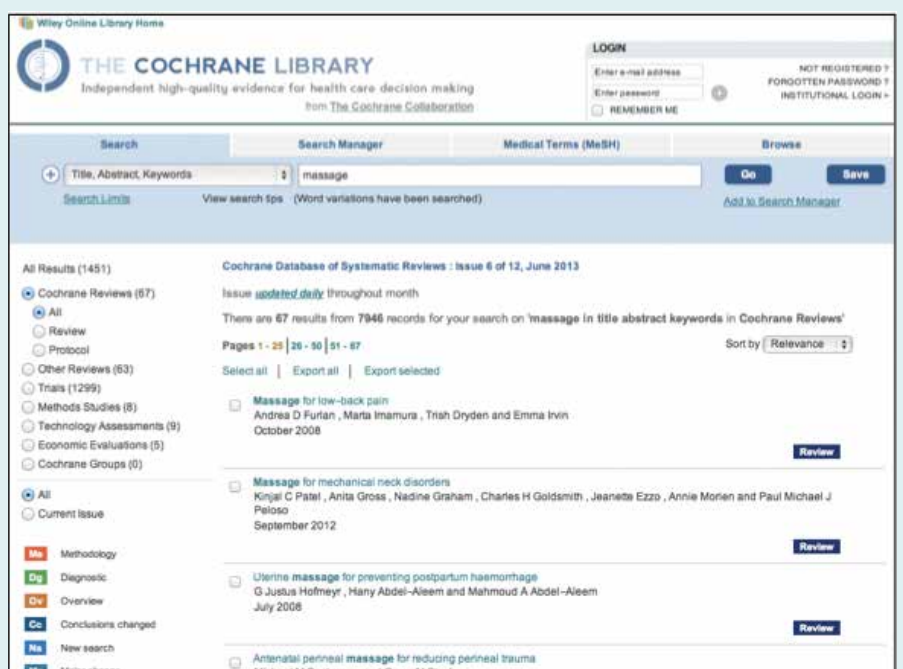 Wiley Online Library Home
THE COCHRANE LIBRARY
Independent high-quality evidence for health care decision making
from The Cochrane Collaboration
LOGIN
Enter e-mail address
Enter password
REMEMBER ME
NOT REGISTERED ?
FORGOTTEN PASSWORD ?
INSTITUTIONAL LOGIN >
Search
Search Manager
Medical Terms (MeSH)
Browse
Title, Abstract, Keywords
massage
Go
Save
Search Limits
View search tips
(Word variations have been searched)
Add to Search Manager
All Results (1451)
Cochrane Reviews (67)
All
Review
Protocol
Other Reviews (63)
Trials (1299)
Methods Studies (8)
Technology Assessments (9)
Economic Evaluations (5)
Cochrane Groups (0)
All
Current Issue
Me Methodology
Dg Diagnostic
Ov Overview
Cc Conclusions changed
Ns New search
Cochrane Database of Systematic Reviews : Issue 6 of 12, June 2013
Issue updated daily throughout month
There are 67 results from 7946 records for your search on 'massage in title abstract keywords in Cochrane Reviews'
Pages 1 - 25 | 26 - 50 | 51 - 67
Sort by Relevance
Select all | Export all | Export selected
Massage for low-back pain
Andrea D Furlan , Marta Imamura , Trish Dryden and Emma Irvin
October 2008
Review
Massage for mechanical neck disorders
Kinjal C Patel , Anita Gross , Nadine Graham , Charles H Goldsmith , Jeanette Ezzo , Annie Morien and Paul Michael J
Peloso
September 2012
Review
Uterine massage for preventing postpartum haemorrhage
G Justus Hofmeyr , Hany Abdel-Aleem and Mahmoud A Abdel-Aleem
July 2008
Review
Antenatal perineal massage for reducing perineal trauma